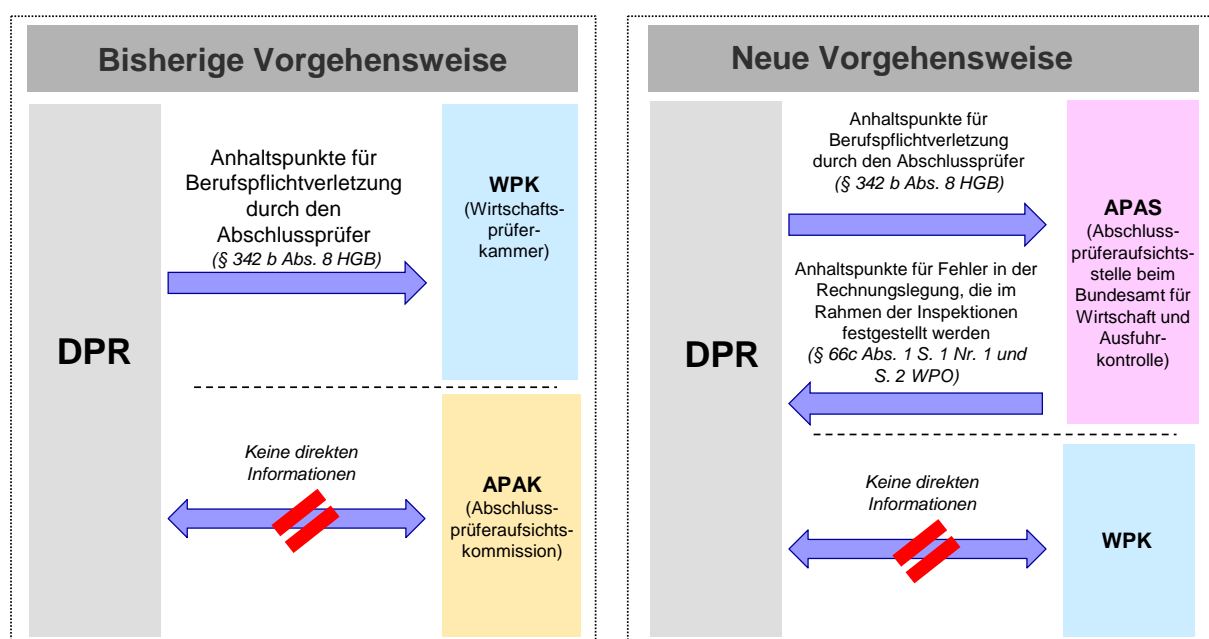 Bisherige Vorgehensweise
DPR
Anhaltspunkte für
Berufspflichtverletzung
durch den
Abschlussprüfer
(§ 342 b Abs. 8 HGB)
WPK
(Wirtschafts-
prüfer-
kammer)
Keine direkten
Informationen
APAK
(Abschluss-
prüferaufsichts-
kommission)
Neue Vorgehensweise
DPR
Anhaltspunkte für
Berufspflichtverletzung
durch den Abschlussprüfer
(§ 342 b Abs. 8 HGB)
Anhaltspunkte für Fehler in der
Rechnungslegung, die im
Rahmen der Inspektionen
festgestellt werden
(§ 66c Abs. 1 S. 1 Nr. 1 und
S. 2 WPO)
APAS
(Abschluss-
prüferaufsichts-
stelle beim
Bundesamt für
Wirtschaft und
Ausfuhr-
kontrolle)
Keine direkten
Informationen
WPK